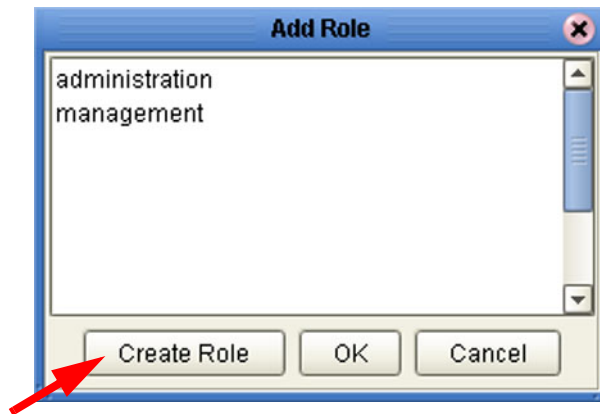 Add Role
administration
management
Create Role OK Cancel